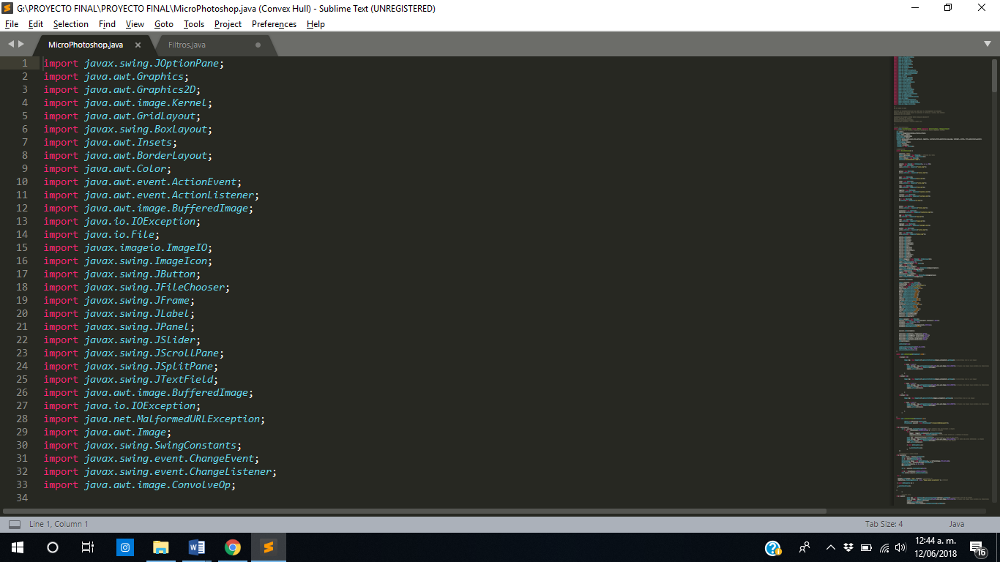 G:\PROYECTO FINAL\PROYECTO FINAL\MicroPhotoshop.java (Convex Hull) - Sublime Text (UNREGISTERED)
File Edit Selection Find View Goto Tools Project Preferences Help
MicroPhotoshop.java Filtros.java
1 import javax.swing.JOptionPane;
2 import java.awt.Graphics;
3 import java.awt.Graphics2D;
4 import java.awt.image.Kernel;
5 import java.awt.GridLayout;
6 import javax.swing.BoxLayout;
7 import java.awt.Insets;
8 import java.awt.BorderLayout;
9 import java.awt.Color;
10 import java.awt.event.ActionEvent;
11 import java.awt.event.ActionListener;
12 import java.awt.image.BufferedImage;
13 import java.io.IOException;
14 import java.io.File;
15 import javax.imageio.ImageIO;
16 import javax.swing.ImageIcon;
17 import javax.swing.JButton;
18 import javax.swing.JFileChooser;
19 import javax.swing.JFrame;
20 import javax.swing.JLabel;
21 import javax.swing.JPanel;
22 import javax.swing.JSlider;
23 import javax.swing.JScrollPane;
24 import javax.swing.JSplitPane;
25 import javax.swing.JTextField;
26 import java.awt.image.BufferedImage;
27 import java.io.IOException;
28 import java.net.MalformedURLException;
29 import java.awt.Image;
30 import javax.swing.SwingConstants;
31 import javax.swing.event.ChangeEvent;
32 import javax.swing.event.ChangeListener;
33 import java.awt.image.ConvolveOp;
34
Line 1, Column 1 Tab Size: 4 Java
12:44 a. m.
12/06/2018
16